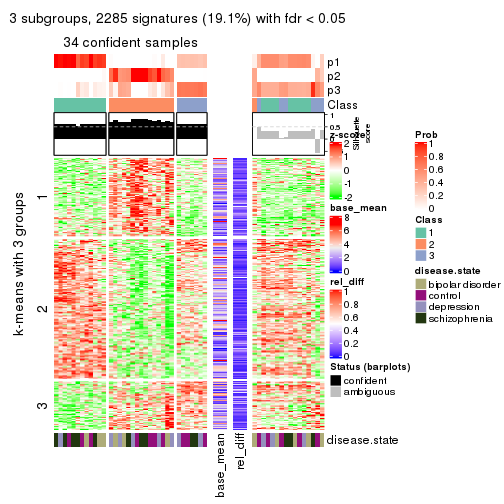 3 subgroups, 2285 signatures (19.1%) with fdr < 0.05
34 confident samples
p1
p2
p3
Class
1
0.5
0
Silhouette score
k-means with 3 groups
1
2
3
z-score
2
1
0
-1
-2
base_mean
8
6
4
2
0
rel_diff
1
0.8
0.6
0.4
0.2
0
Status (barplots)
confident
ambiguous
Prob
1
0.8
0.6
0.4
0.2
0
Class
1
2
3
disease.state
bipolar disorder
control
depression
schizophrenia
disease.state
base_mean
rel_diff